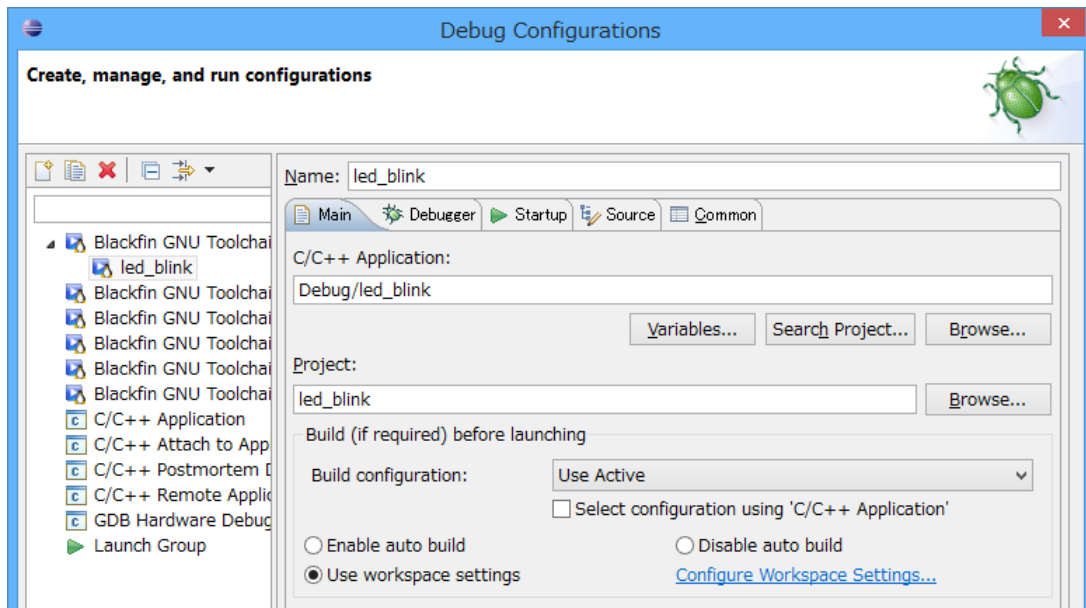 Debug Configurations
Create, manage, and run configurations
Name: led_blink
Main Debugger Startup Source Common
Blackfin GNU Toolchai
led_blink
Blackfin GNU Toolchai
Blackfin GNU Toolchai
Blackfin GNU Toolchai
Blackfin GNU Toolchai
Blackfin GNU Toolchai
C/C++ Application
C/C++ Attach to App
C/C++ Postmortem D
C/C++ Remote Applic
GDB Hardware Debug
Launch Group
C/C++ Application:
Debug/led_blink
Variables... Search Project... Browse...
Project:
led_blink Browse...
Build (if required) before launching
Build configuration: Use Active
Select configuration using 'C/C++ Application'
Enable auto build Disable auto build
Use workspace settings Configure Workspace Settings...